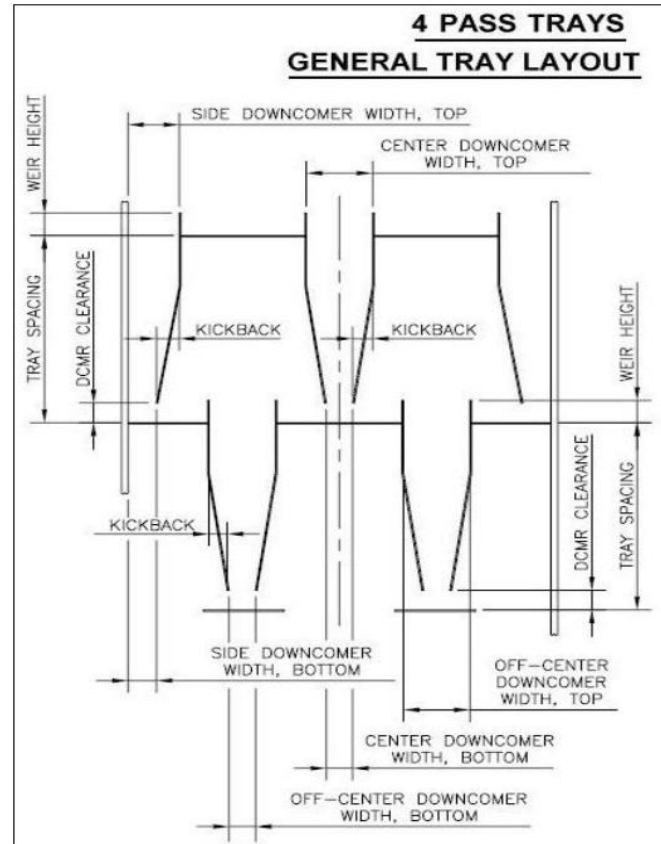 4 PASS TRAYS
GENERAL TRAY LAYOUT
SIDE DOWNCOMER WIDTH, TOP
CENTER DOWNCOMER
WIDTH, TOP
WEIR HEIGHT
TRAY SPACING
DCMR CLEARANCE
KICKBACK
KICKBACK
WEIR HEIGHT
KICKBACK
DCMR CLEARANCE
TRAY SPACING
SIDE DOWNCOMER
WIDTH, BOTTOM
OFF-CENTER
DOWNCOMER
WIDTH, TOP
CENTER DOWNCOMER
WIDTH, BOTTOM
OFF-CENTER DOWNCOMER
WIDTH, BOTTOM